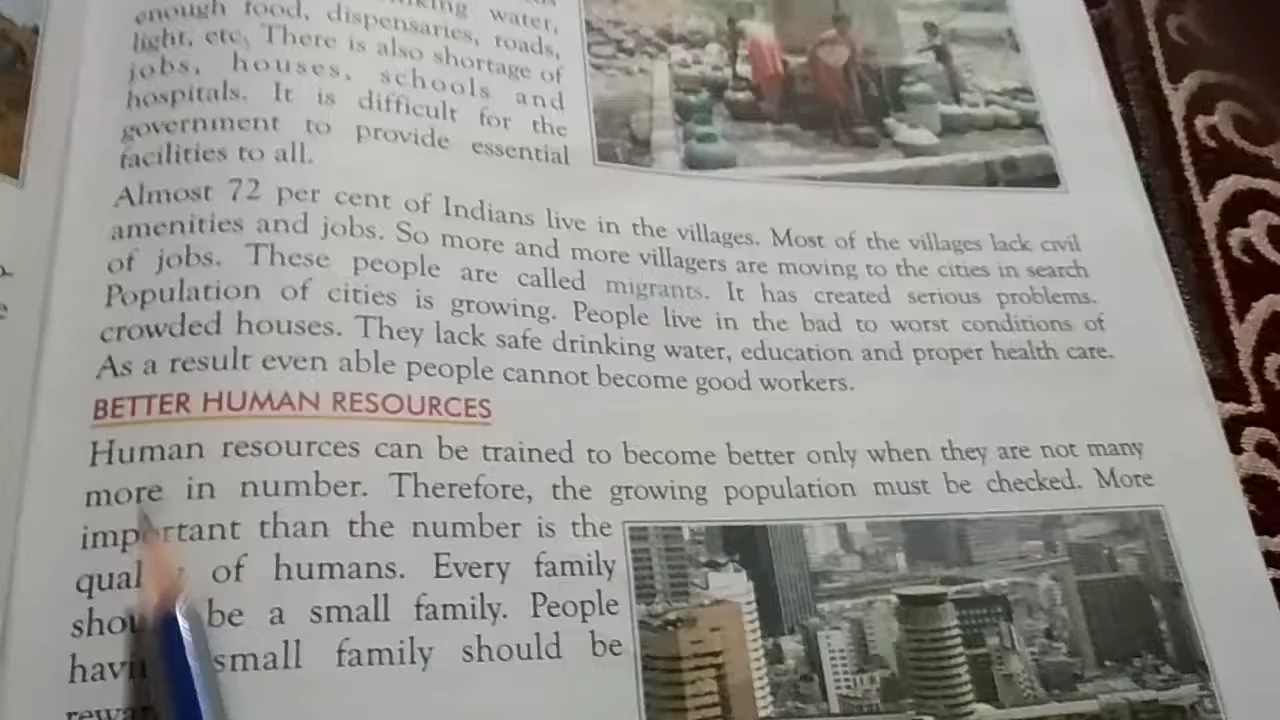 water,
enough food, dispensaries, roads,
light, etc. There is also shortage of
jobs, houses, schools and
hospitals. It is difficult for the
government to provide essential
facilities to all.
Almost 72 per cent of Indians live in the villages. Most of the villages lack civil
amenities and jobs. So more and more villagers are moving to the cities in search
of jobs. These people are called migrants. It has created serious problems.
Population of cities is growing. People live in the bad to worst conditions of
crowded houses. They lack safe drinking water, education and proper health care.
As a result even able people cannot become good workers.
BETTER HUMAN RESOURCES
Human resources can be trained to become better only when they are not many
more in number. Therefore, the growing population must be checked. More
important than the number is the
of humans. Every family
be a small family. People
small family should be